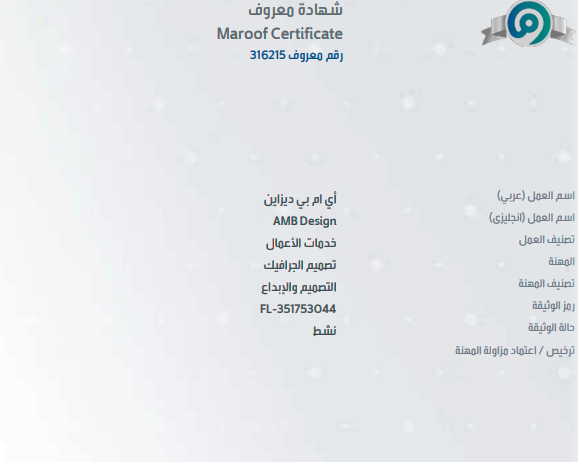 شهادة معروف
Maroof Certificate
رقم معروف 316215
اسم العمل (عربي) أي ام بي ديزاين
اسم العمل (انجليزي) AMB Design
تصنيف العمل خدمات الأعمال
المهنة تصميم الجرافيك
تصنيف المهنة التصميم والإبداع
رمز الوثيقة FL-351753044
حالة الوثيقة نشط
ترخيص / اعتماد مزاولة المهنة